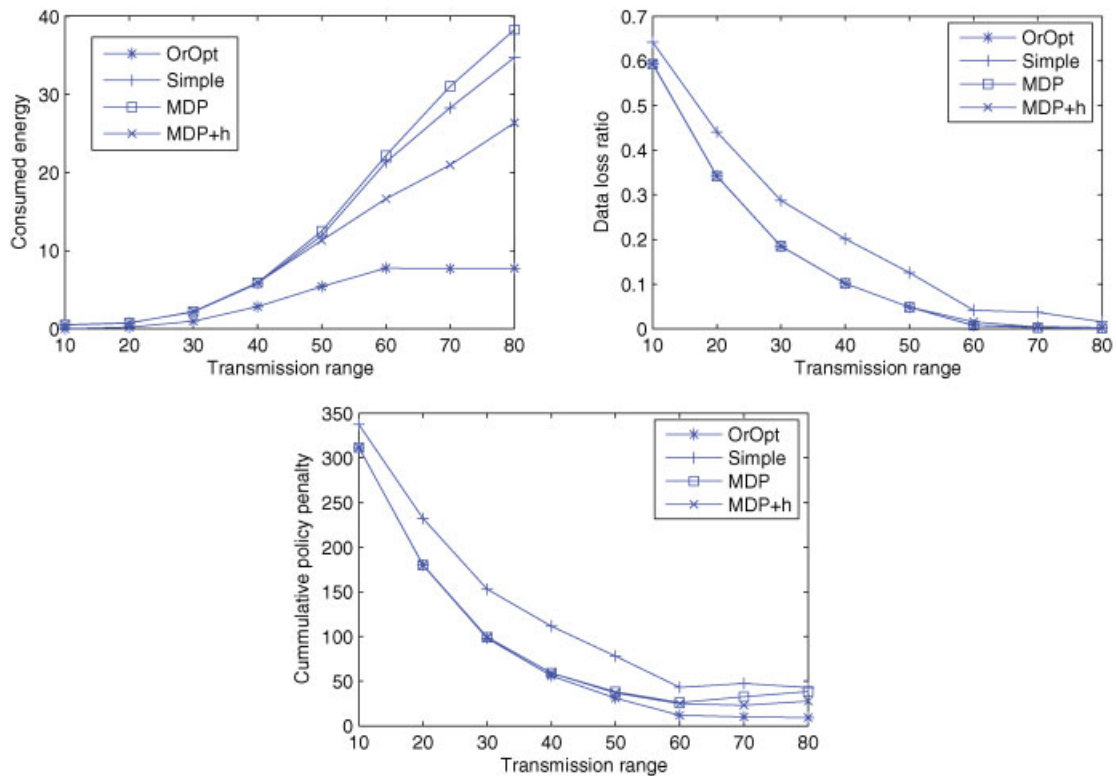 40
30
20
10
0
Consumed energy
OrOpt
Simple
MDP
MDP+h
10 20 30 40 50 60 70 80
Transmission range
0.7
0.6
0.5
0.4
0.3
0.2
0.1
0
Data loss ratio
OrOpt
Simple
MDP
MDP+h
10 20 30 40 50 60 70 80
Transmission range
350
300
250
200
150
100
50
0
Cummulative policy penalty
OrOpt
Simple
MDP
MDP+h
10 20 30 40 50 60 70 80
Transmission range